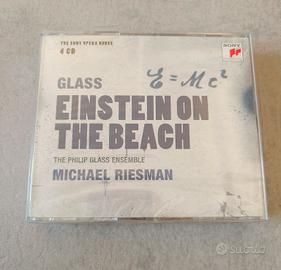 THE SONY OPERA HOUSE
4 CD
SONY
GLASS
E = Mc²
EINSTEIN ON
THE BEACH
THE PHILIP GLASS ENSEMBLE
MICHAEL RIESMAN
subito